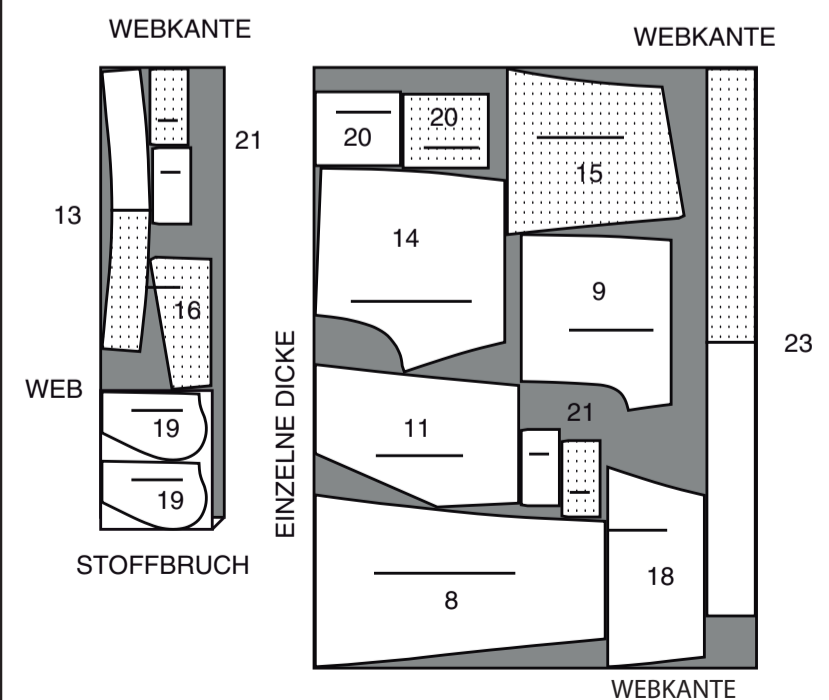 WEBKANTE
21
13
16
WEB
19
19
STOFFBRUCH
WEBKANTE
20
20
15
14
9
23
EINZELNE DICKE
21
11
18
8
WEBKANTE